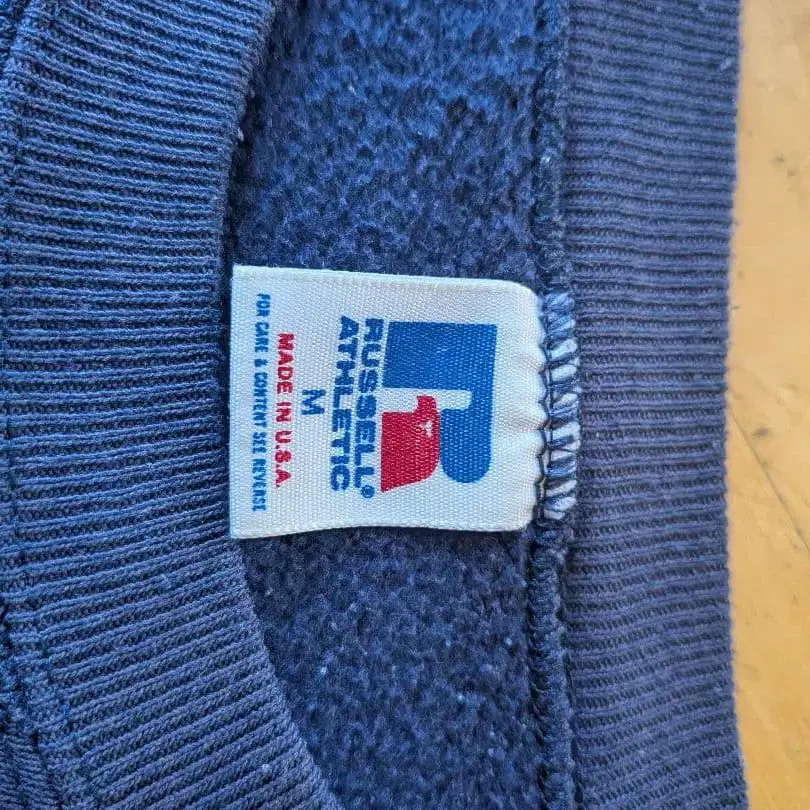 RUSSELL®
ATHLETIC
M
MADE IN U.S.A.
FOR CARE & CONTENT SEE REVERSE